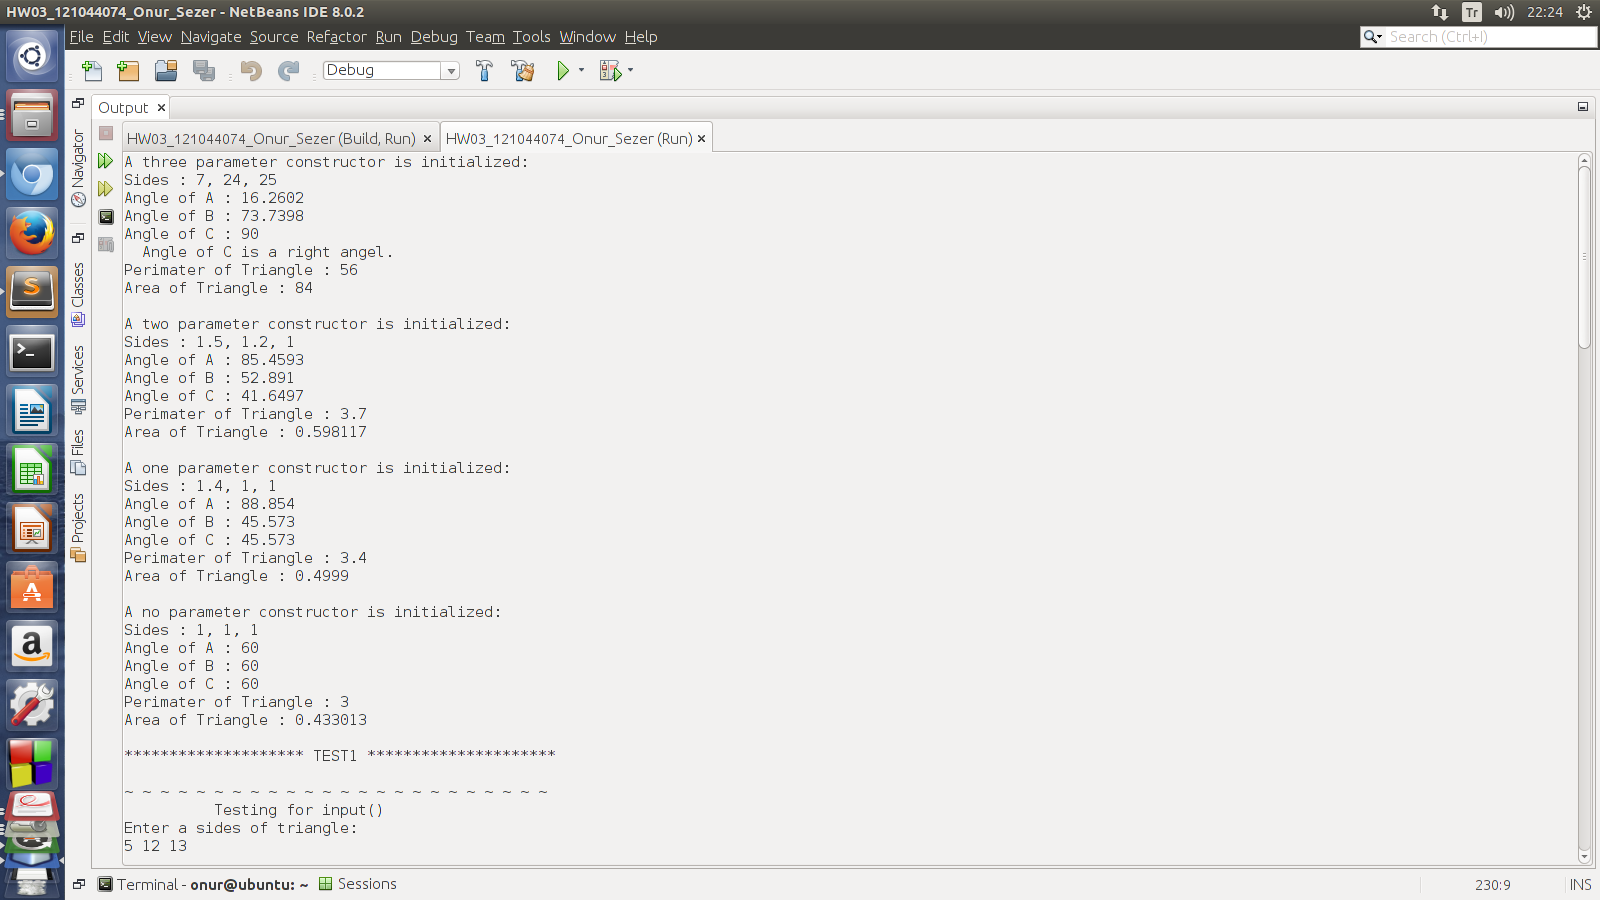 HW03_121044074_Onur_Sezer - NetBeans IDE 8.0.2
Tr 22:24
File Edit View Navigate Source Refactor Run Debug Team Tools Window Help
Search (Ctrl+I)
Debug
Output
HW03_121044074_Onur_Sezer (Build, Run)
HW03_121044074_Onur_Sezer (Run)
Navigator
Classes
Services
Files
Projects
A three parameter constructor is initialized:
Sides : 7, 24, 25
Angle of A : 16.2602
Angle of B : 73.7398
Angle of C : 90
Angle of C is a right angel.
Perimater of Triangle : 56
Area of Triangle : 84
A two parameter constructor is initialized:
Sides : 1.5, 1.2, 1
Angle of A : 85.4593
Angle of B : 52.891
Angle of C : 41.6497
Perimater of Triangle : 3.7
Area of Triangle : 0.598117
A one parameter constructor is initialized:
Sides : 1.4, 1, 1
Angle of A : 88.854
Angle of B : 45.573
Angle of C : 45.573
Perimater of Triangle : 3.4
Area of Triangle : 0.4999
A no parameter constructor is initialized:
Sides : 1, 1, 1
Angle of A : 60
Angle of B : 60
Angle of C : 60
Perimater of Triangle : 3
Area of Triangle : 0.433013
******************** TEST1 *********************
~ ~ ~ ~ ~ ~ ~ ~ ~ ~ ~ ~ ~ ~ ~ ~ ~ ~ ~ ~ ~ ~ ~ ~
Testing for input()
Enter a sides of triangle:
5 12 13
Terminal - onur@ubuntu: ~ Sessions
230:9 INS